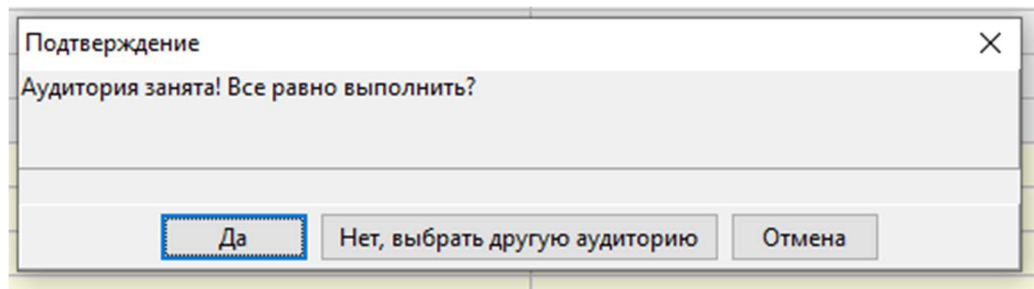 Подтверждение
Аудитория занята! Все равно выполнить?
Да
Нет, выбрать другую аудиторию
Отмена